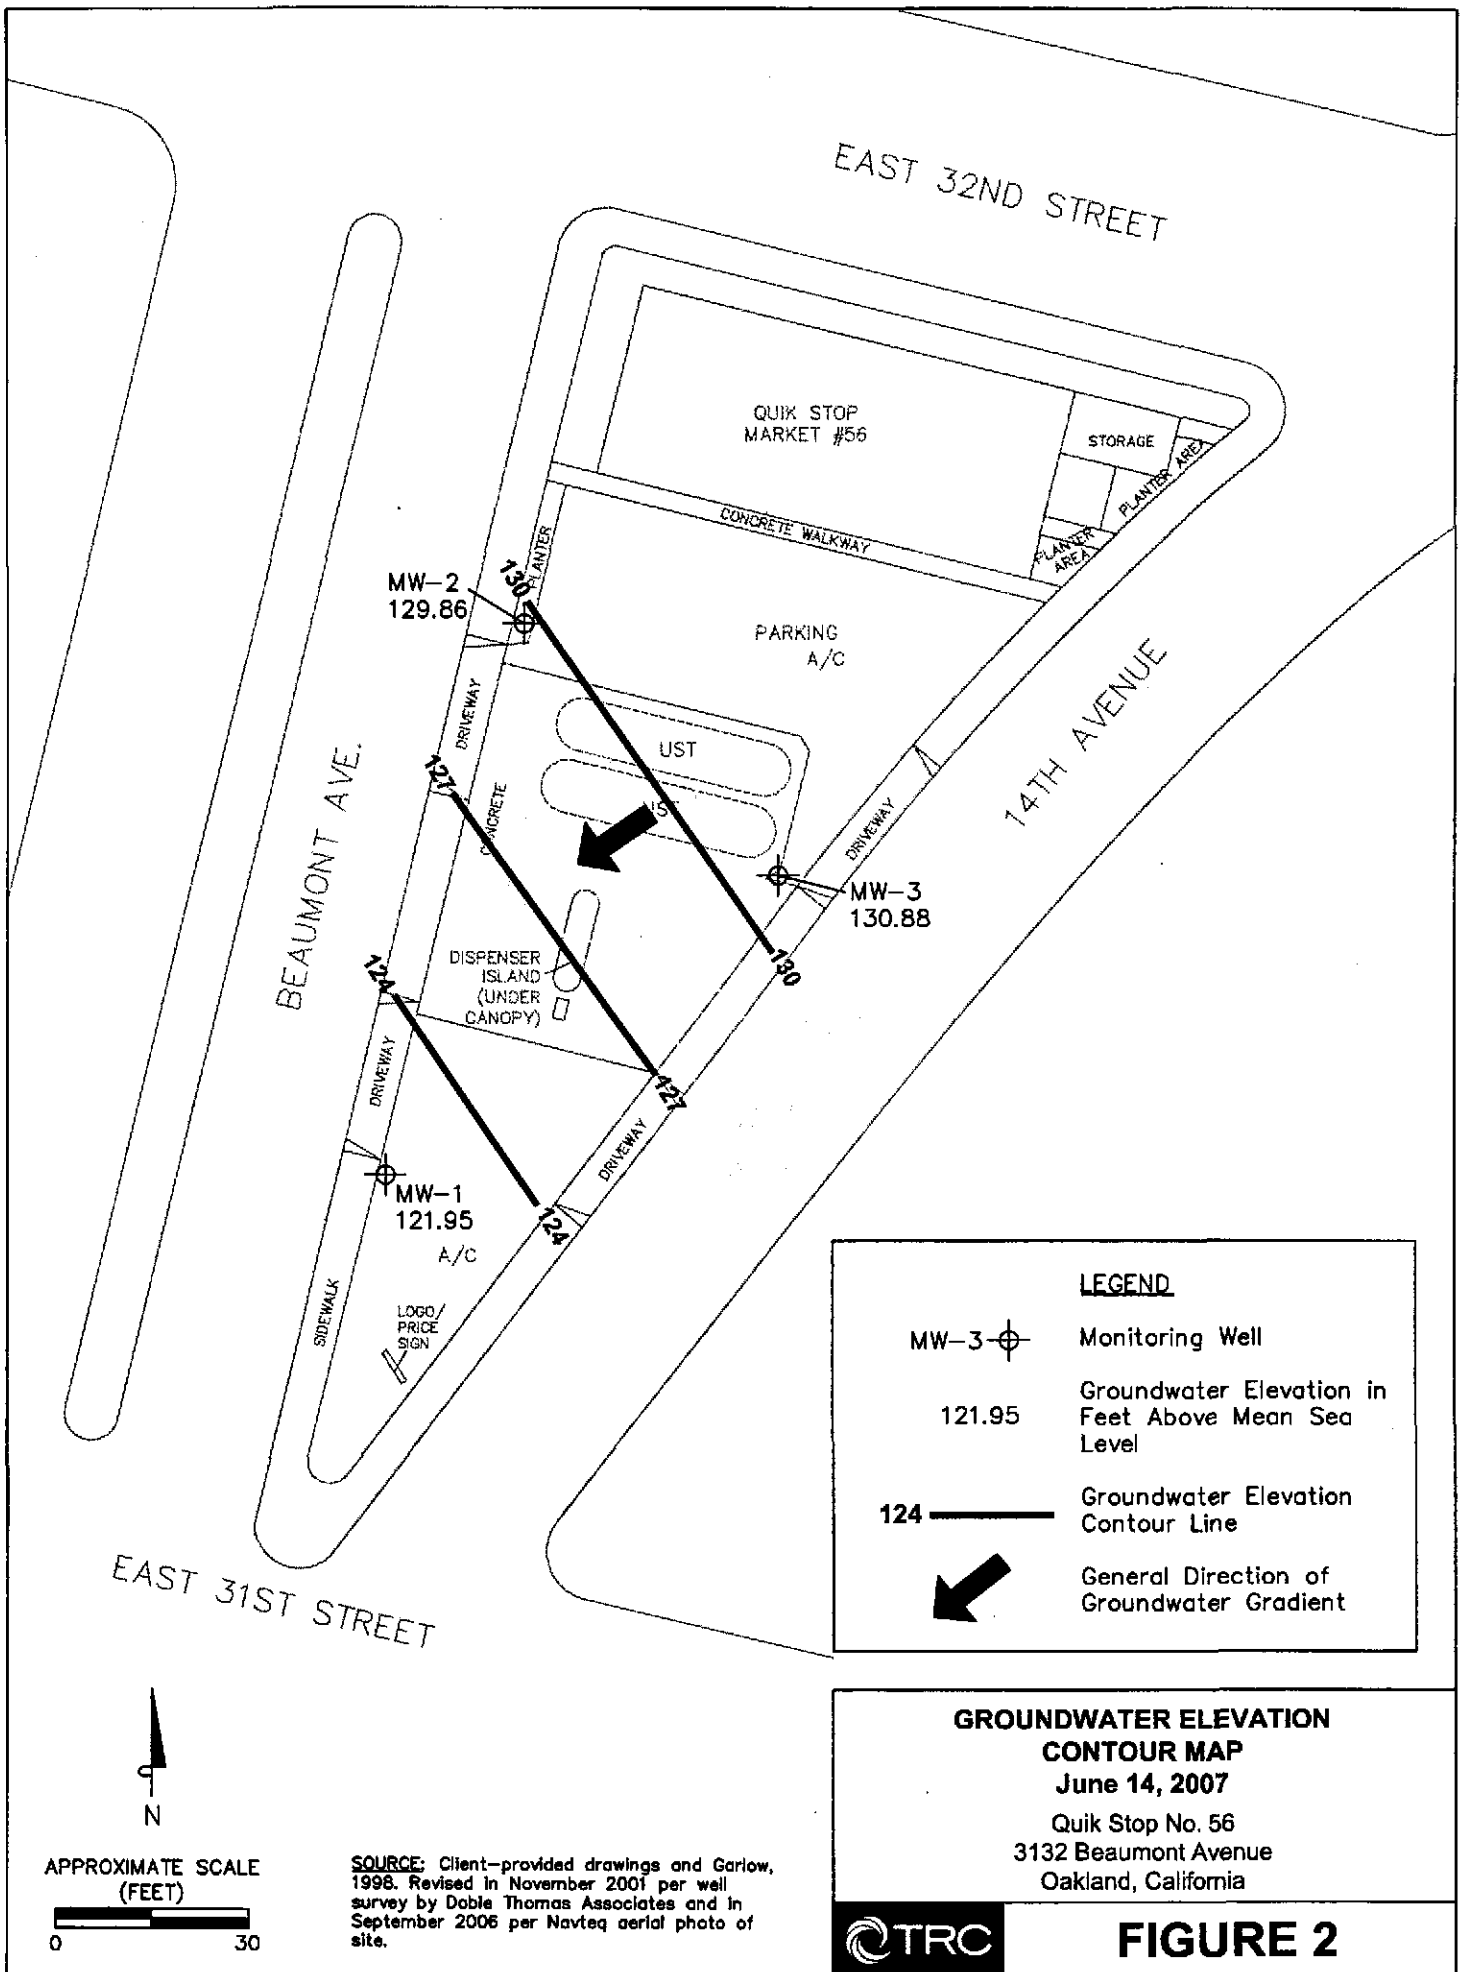 EAST 32ND STREET
QUIK STOP
MARKET #56
STORAGE
PLANTER AREA
PLANTER
AREA
CONCRETE WALKWAY
PLANTER
130
MW-2
129.86
PARKING
A/C
14TH AVENUE
DRIVEWAY
UST
127
CONCRETE
DRIVEWAY
BEAUMONT AVE.
MW-3
130.88
130
DISPENSER
ISLAND
(UNDER
CANOPY)
124
DRIVEWAY
127
DRIVEWAY
MW-1
121.95
124
A/C
SIDEWALK
LOGO/
PRICE
SIGN
EAST 31ST STREET
LEGEND
MW-3 Monitoring Well
121.95 Groundwater Elevation in
Feet Above Mean Sea
Level
124 Groundwater Elevation
Contour Line
General Direction of
Groundwater Gradient
N
APPROXIMATE SCALE
(FEET)
0 30
SOURCE: Client-provided drawings and Garlow,
1998. Revised in November 2001 per well
survey by Doble Thomas Associates and in
September 2006 per Navteq aerial photo of
site.
GROUNDWATER ELEVATION
CONTOUR MAP
June 14, 2007
Quik Stop No. 56
3132 Beaumont Avenue
Oakland, California
TRC
FIGURE 2